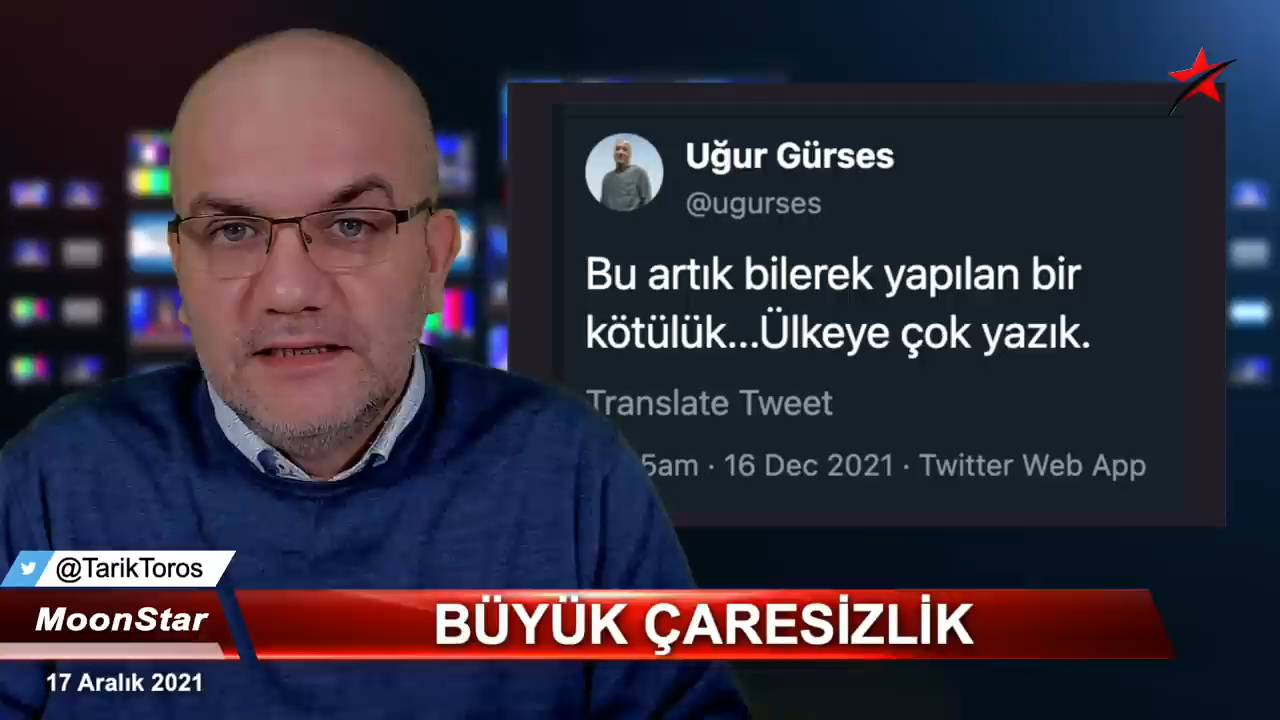 Uğur Gürses
@ugurses
Bu artık bilerek yapılan bir
kötülük...Ülkeye çok yazık.
Translate Tweet
5am · 16 Dec 2021 · Twitter Web App
@TarikToros
MoonStar
BÜYÜK ÇARESİZLİK
17 Aralık 2021